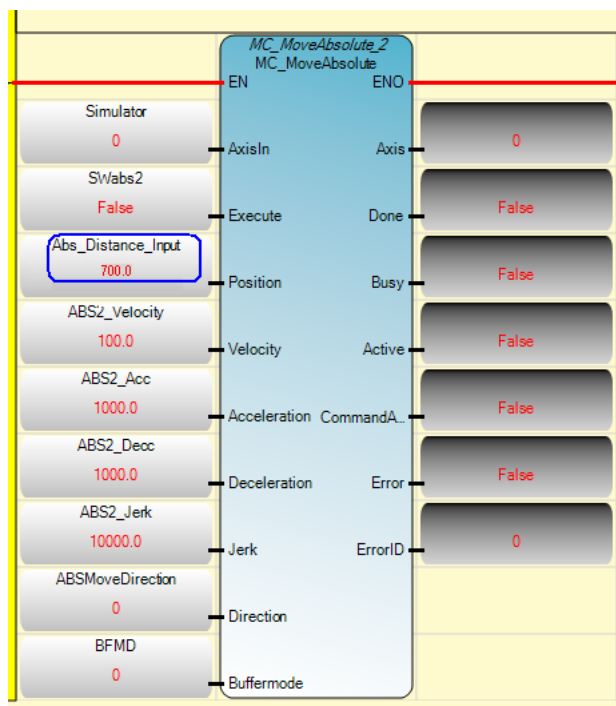 MC_MoveAbsolute_2
MC_MoveAbsolute
EN ENO
Simulator
0
AxisIn Axis 0
SWabs2
False
Execute Done False
Abs_Distance_Input
700.0
Position Busy False
ABS2_Velocity
100.0
Velocity Active False
ABS2_Acc
1000.0
Acceleration CommandA... False
ABS2_Decc
1000.0
Deceleration Error False
ABS2_Jerk
10000.0
Jerk ErrorID 0
ABSMoveDirection
0
Direction
BFMD
0
Buffermode